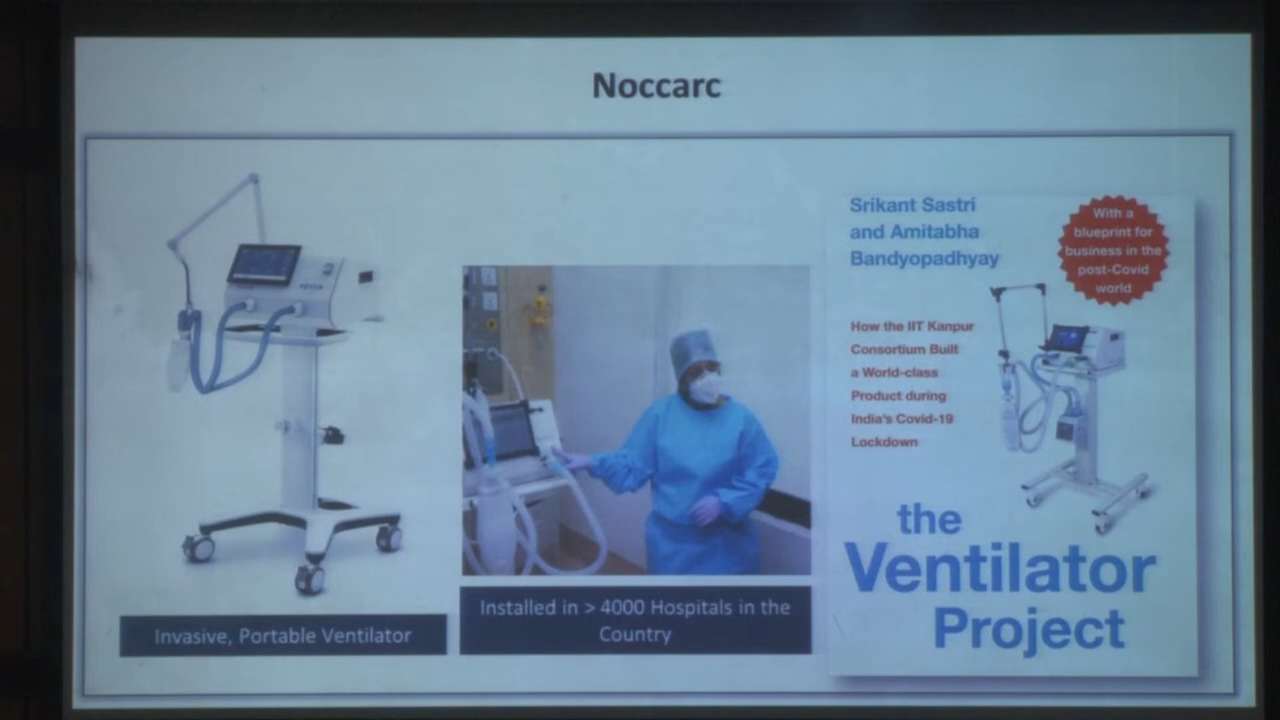 Noccarc
Invasive, Portable Ventilator
Installed in > 4000 Hospitals in the
Country
Srikant Sastri
and Amitabha
Bandyopadhyay
With a
blueprint for
business in the
post-Covid
world
How the IIT Kanpur
Consortium Built
a World-class
Product during
India's Covid-19
Lockdown
the
Ventilator
Project